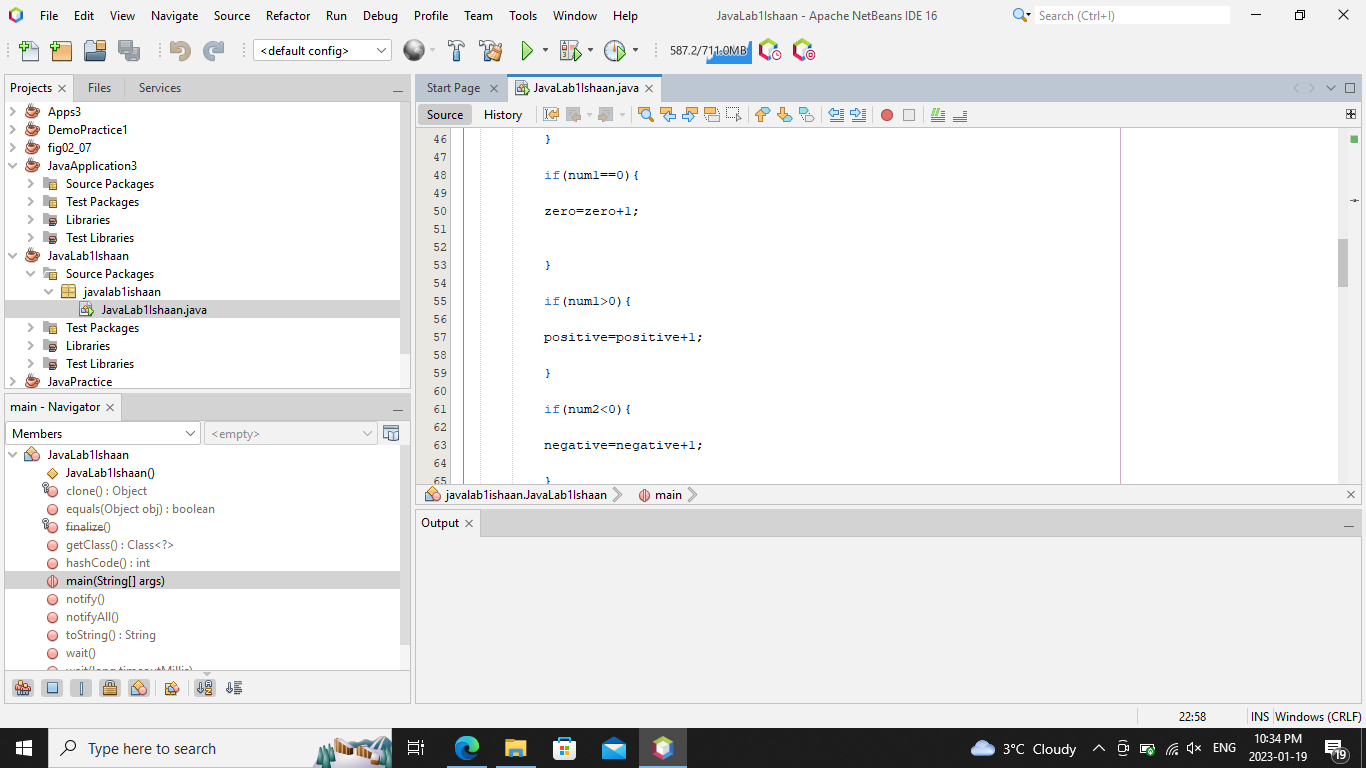 File Edit View Navigate Source Refactor Run Debug Profile Team Tools Window Help
JavaLab1Ishaan - Apache NetBeans IDE 16
Search (Ctrl+I)
<default config>
587.2/711.0MB
Projects Files Services
Apps3
DemoPractice1
fig02_07
JavaApplication3
Source Packages
Test Packages
Libraries
Test Libraries
JavaLab1Ishaan
Source Packages
javalab1ishaan
JavaLab1Ishaan.java
Test Packages
Libraries
Test Libraries
JavaPractice
main - Navigator
Members
<empty>
JavaLab1Ishaan
JavaLab1Ishaan()
clone() : Object
equals(Object obj) : boolean
finalize()
getClass() : Class<?>
hashCode() : int
main(String[] args)
notify()
notifyAll()
toString() : String
wait()
wait(long timeoutMillis)
Start Page JavaLab1Ishaan.java
Source History
46 }
47
48 if(num1==0){
49
50 zero=zero+1;
51
52
53 }
54
55 if(num1>0){
56
57 positive=positive+1;
58
59 }
60
61 if(num2<0){
62
63 negative=negative+1;
64
65 }
javalab1ishaan.JavaLab1Ishaan main
Output
22:58 INS Windows (CRLF)
Type here to search
3°C Cloudy
ENG
10:34 PM
2023-01-19
19